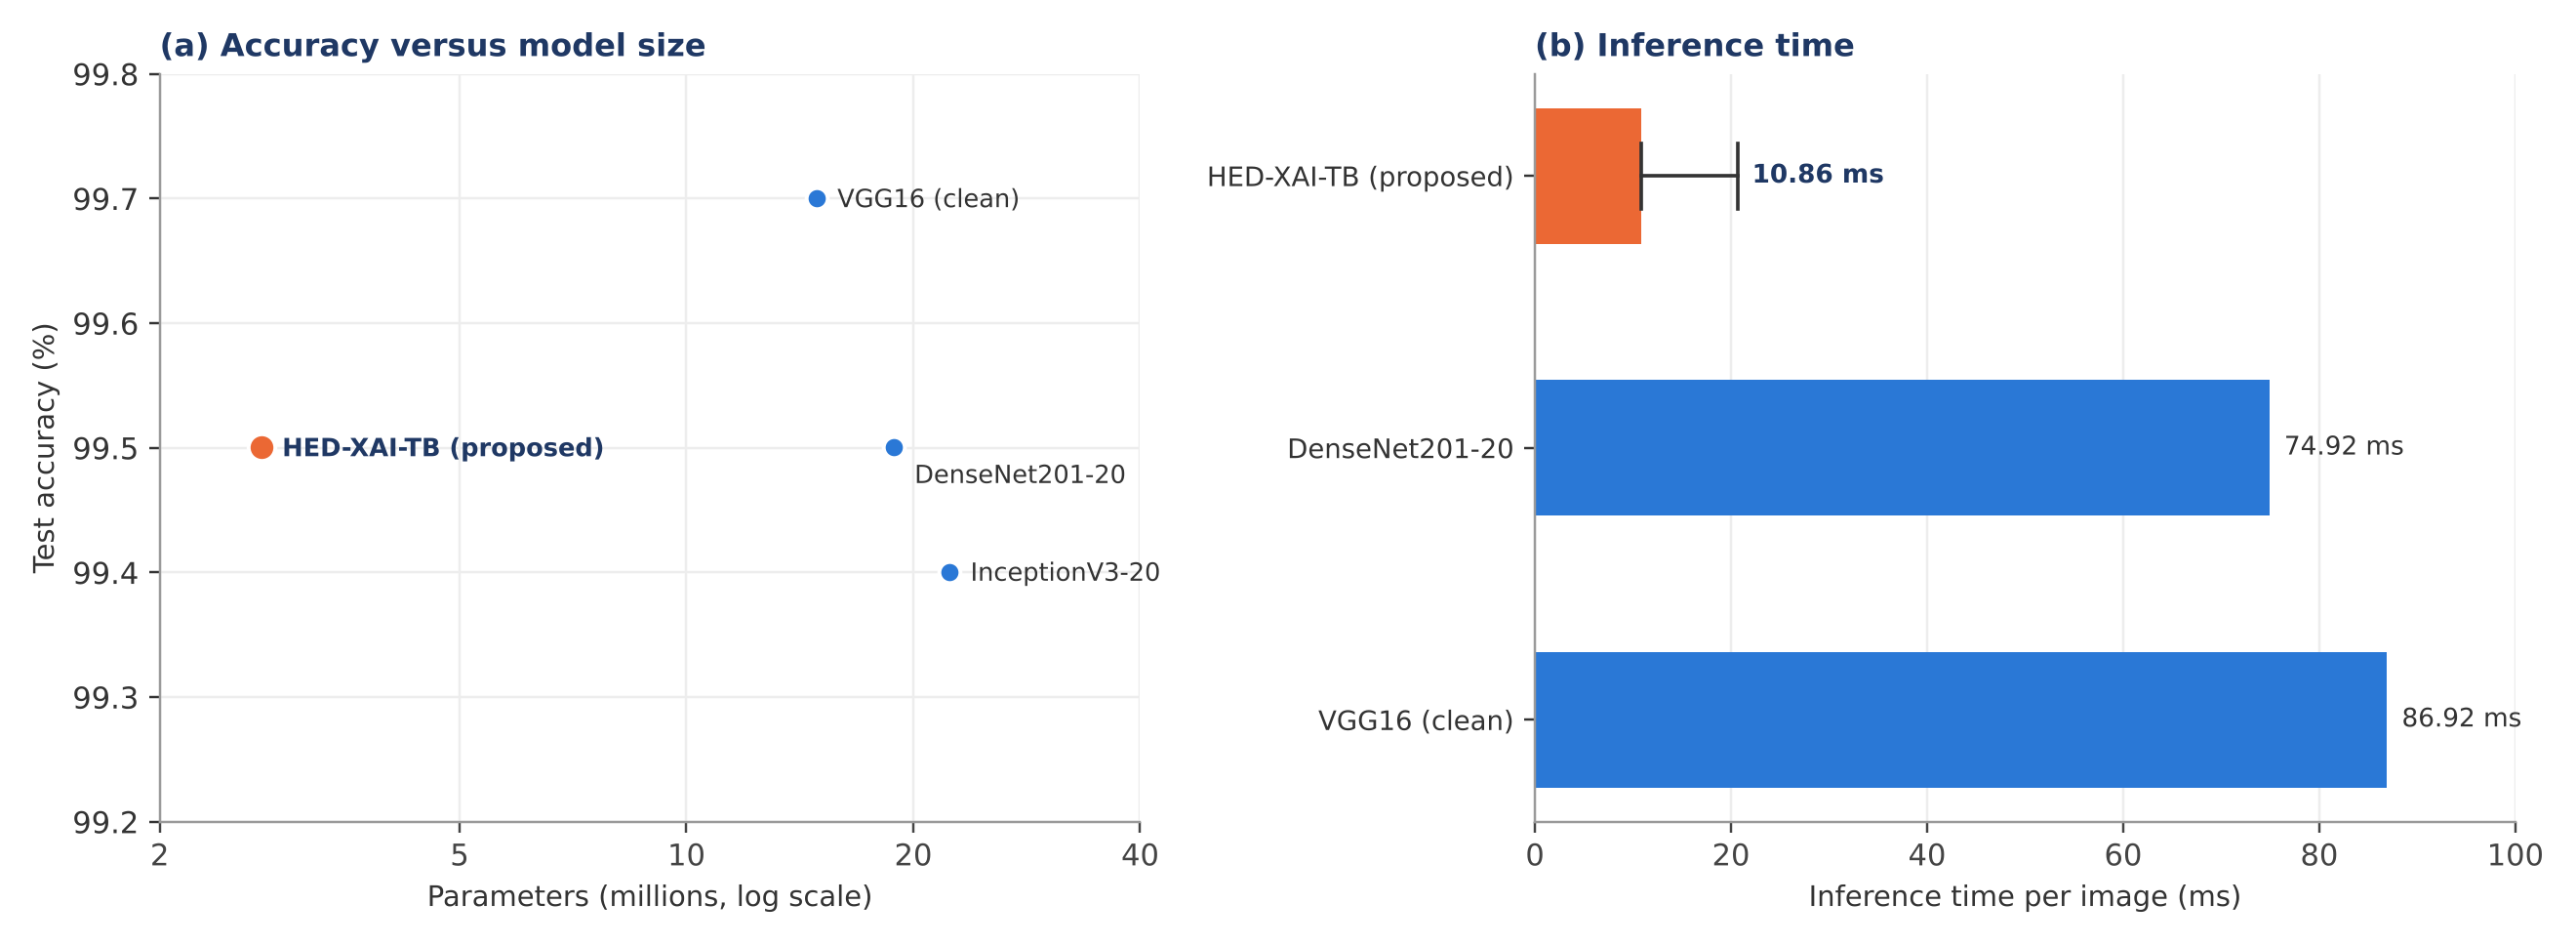 (a) Accuracy versus model size
99.8
99.7
99.6
99.5
99.4
99.3
99.2
Test accuracy (%)
VGG16 (clean)
HED-XAI-TB (proposed)
DenseNet201-20
InceptionV3-20
2 5 10 20 40
Parameters (millions, log scale)
(b) Inference time
HED-XAI-TB (proposed) 10.86 ms
DenseNet201-20 74.92 ms
VGG16 (clean) 86.92 ms
0 20 40 60 80 100
Inference time per image (ms)